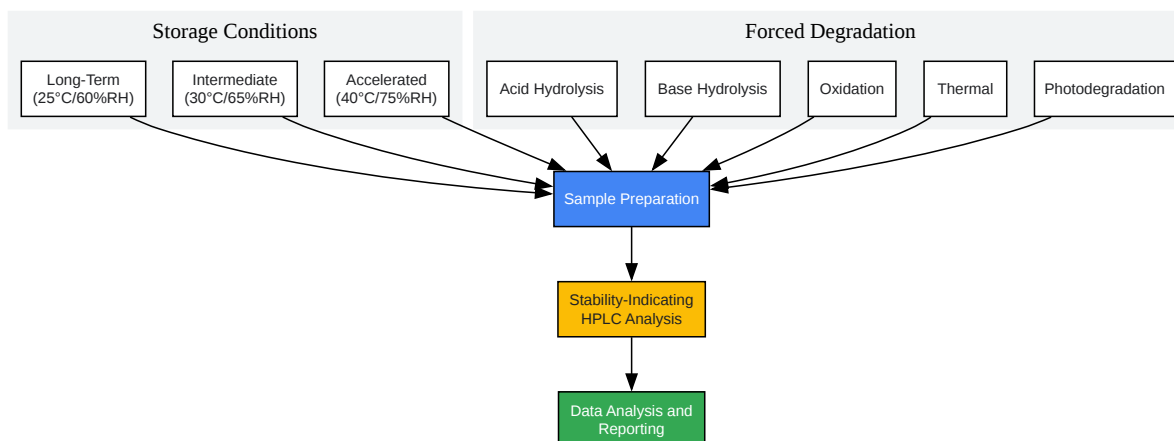 Storage Conditions
Forced Degradation
Long-Term
(25°C/60%RH)
Intermediate
(30°C/65%RH)
Accelerated
(40°C/75%RH)
Acid Hydrolysis
Base Hydrolysis
Oxidation
Thermal
Photodegradation
Sample Preparation
Stability-Indicating
HPLC Analysis
Data Analysis and
Reporting